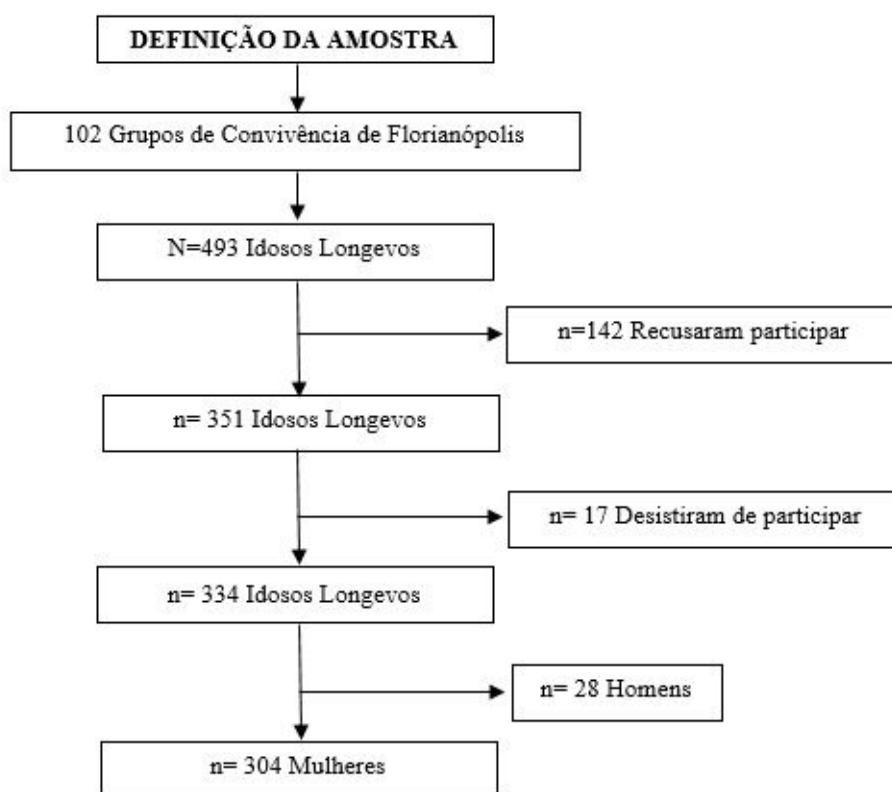 DEFINIÇÃO DA AMOSTRA
102 Grupos de Convivência de Florianópolis
N=493 Idosos Longevos
n=142 Recusaram participar
n= 351 Idosos Longevos
n= 17 Desistiram de participar
n= 334 Idosos Longevos
n= 28 Homens
n= 304 Mulheres